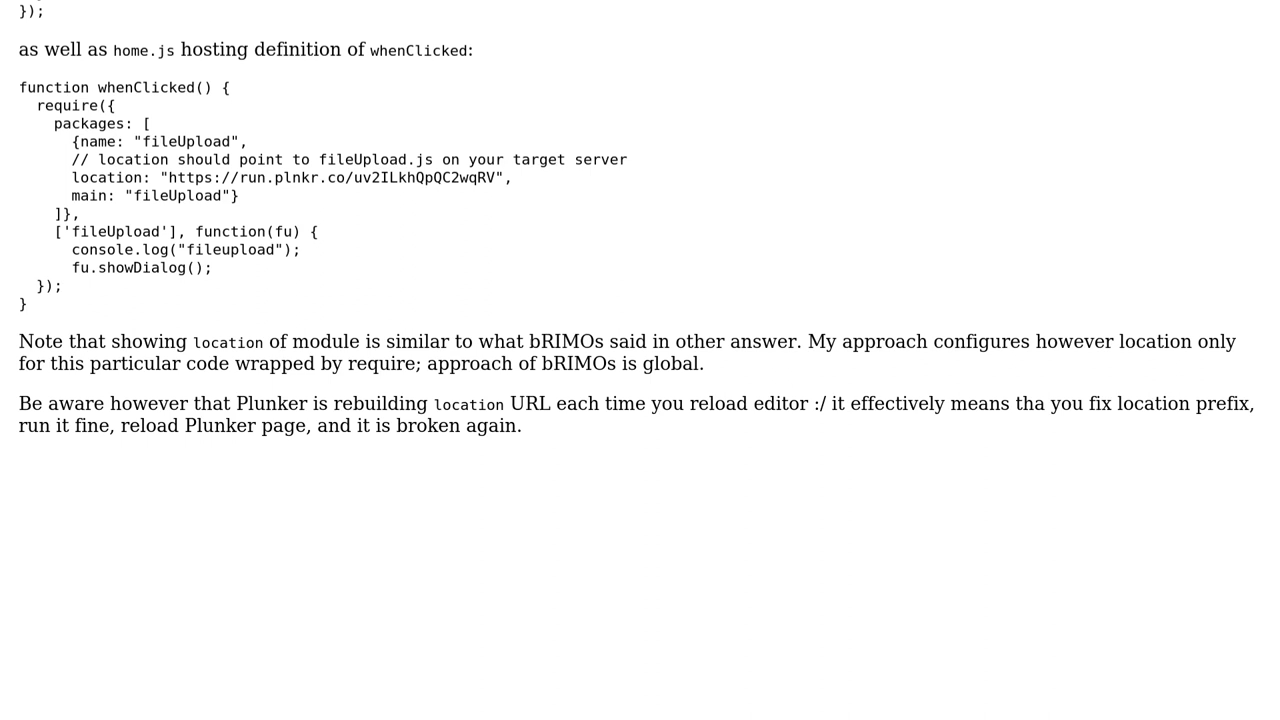 });
as well as home.js hosting definition of whenClicked:
function whenClicked() {
  require({
    packages: [
      {name: "fileUpload",
      // location should point to fileUpload.js on your target server
      location: "https://run.plnkr.co/uv2ILkhQpQC2wqRV",
      main: "fileUpload"}
    ]},
    ['fileUpload'], function(fu) {
      console.log("fileupload");
      fu.showDialog();
  });
}
Note that showing location of module is similar to what bRIMOs said in other answer. My approach configures however location only
for this particular code wrapped by require; approach of bRIMOs is global.
Be aware however that Plunker is rebuilding location URL each time you reload editor :/ it effectively means tha you fix location prefix,
run it fine, reload Plunker page, and it is broken again.